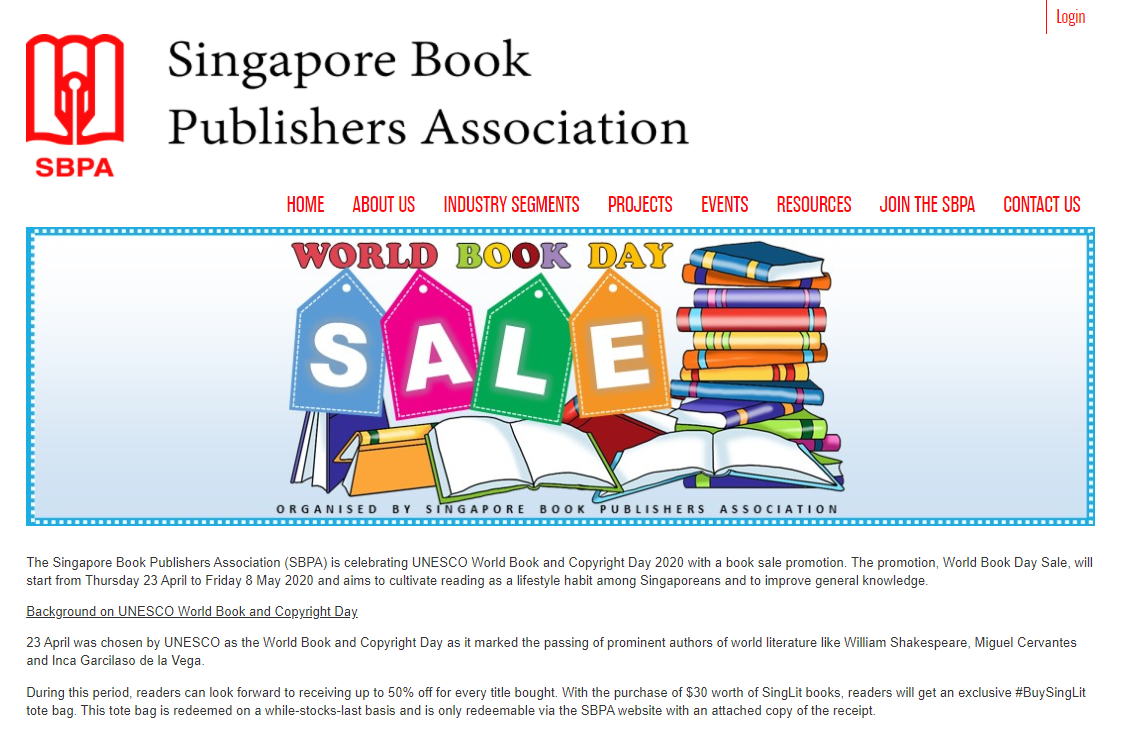 Login
Singapore Book
Publishers Association
SBPA
HOME ABOUT US INDUSTRY SEGMENTS PROJECTS EVENTS RESOURCES JOIN THE SBPA CONTACT US
WORLD BOOK DAY
SALE
ORGANISED BY SINGAPORE BOOK PUBLISHERS ASSOCIATION
The Singapore Book Publishers Association (SBPA) is celebrating UNESCO World Book and Copyright Day 2020 with a book sale promotion. The promotion, World Book Day Sale, will
start from Thursday 23 April to Friday 8 May 2020 and aims to cultivate reading as a lifestyle habit among Singaporeans and to improve general knowledge.
Background on UNESCO World Book and Copyright Day
23 April was chosen by UNESCO as the World Book and Copyright Day as it marked the passing of prominent authors of world literature like William Shakespeare, Miguel Cervantes
and Inca Garcilaso de la Vega.
During this period, readers can look forward to receiving up to 50% off for every title bought. With the purchase of $30 worth of SingLit books, readers will get an exclusive #BuySingLit
tote bag. This tote bag is redeemed on a while-stocks-last basis and is only redeemable via the SBPA website with an attached copy of the receipt.